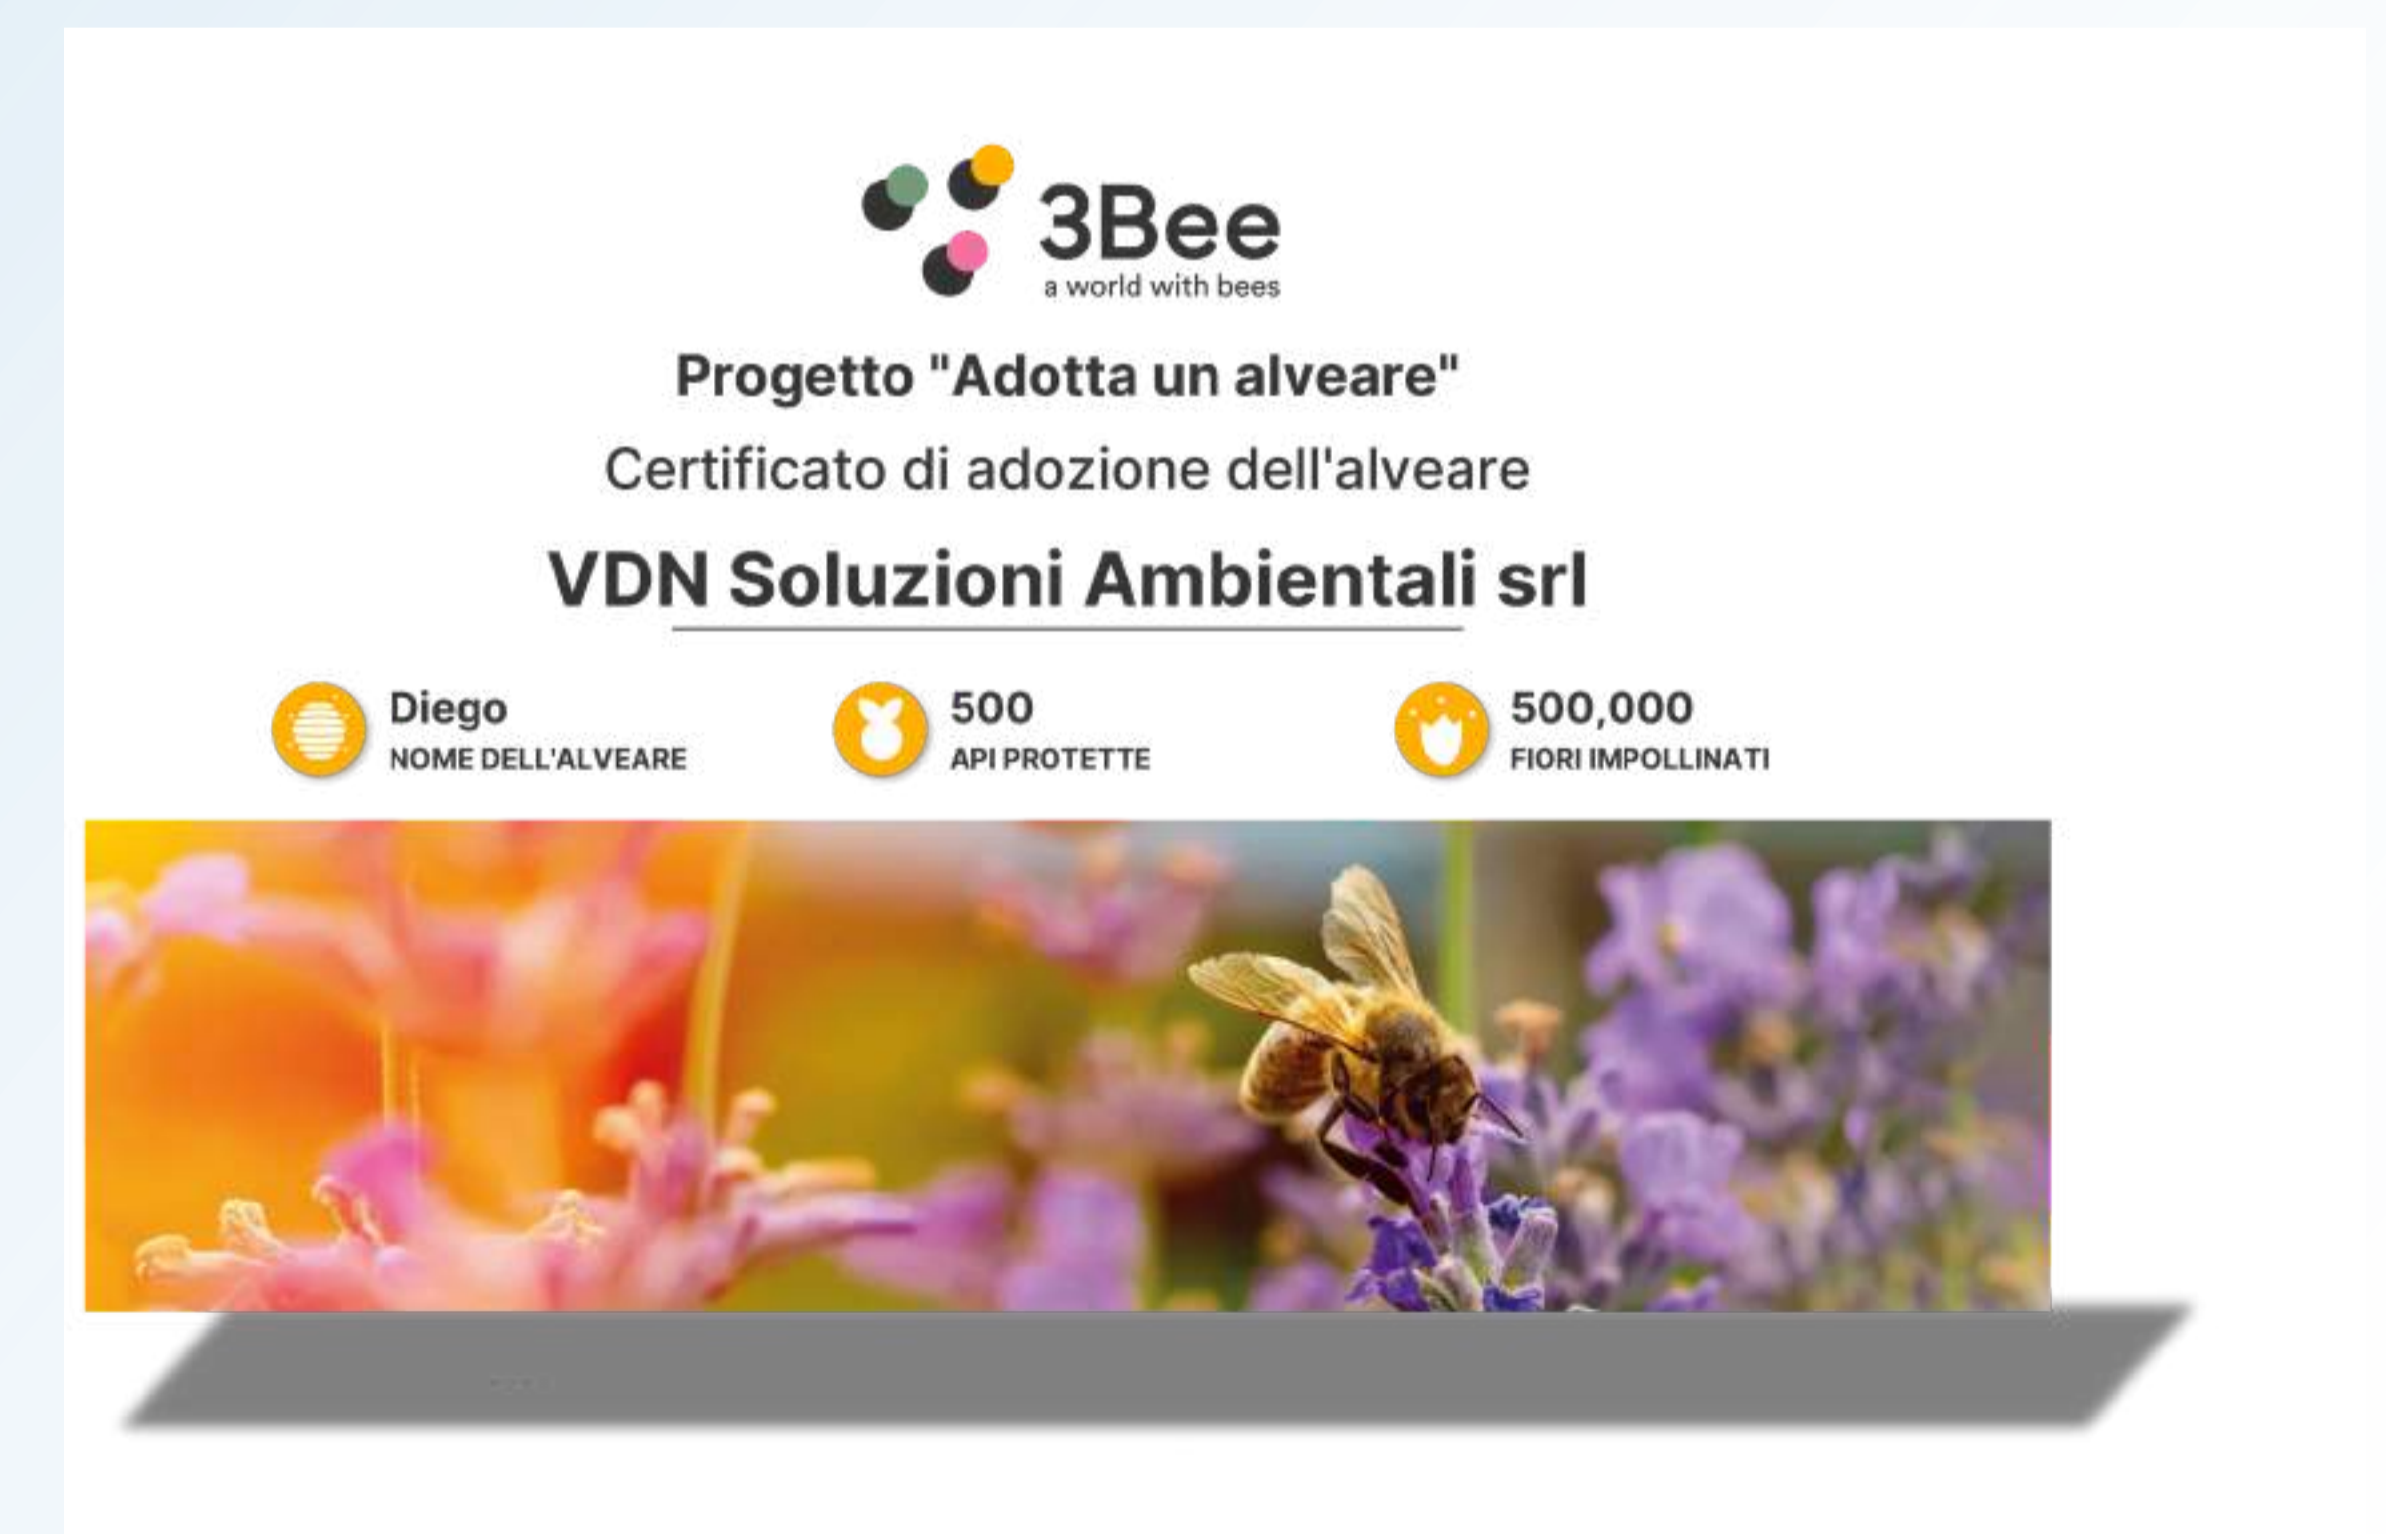 3Bee
a world with bees
Progetto "Adotta un alveare"
Certificato di adozione dell'alveare
VDN Soluzioni Ambientali srl
Diego
NOME DELL'ALVEARE
500
API PROTETTE
500,000
FIORI IMPOLLINATI